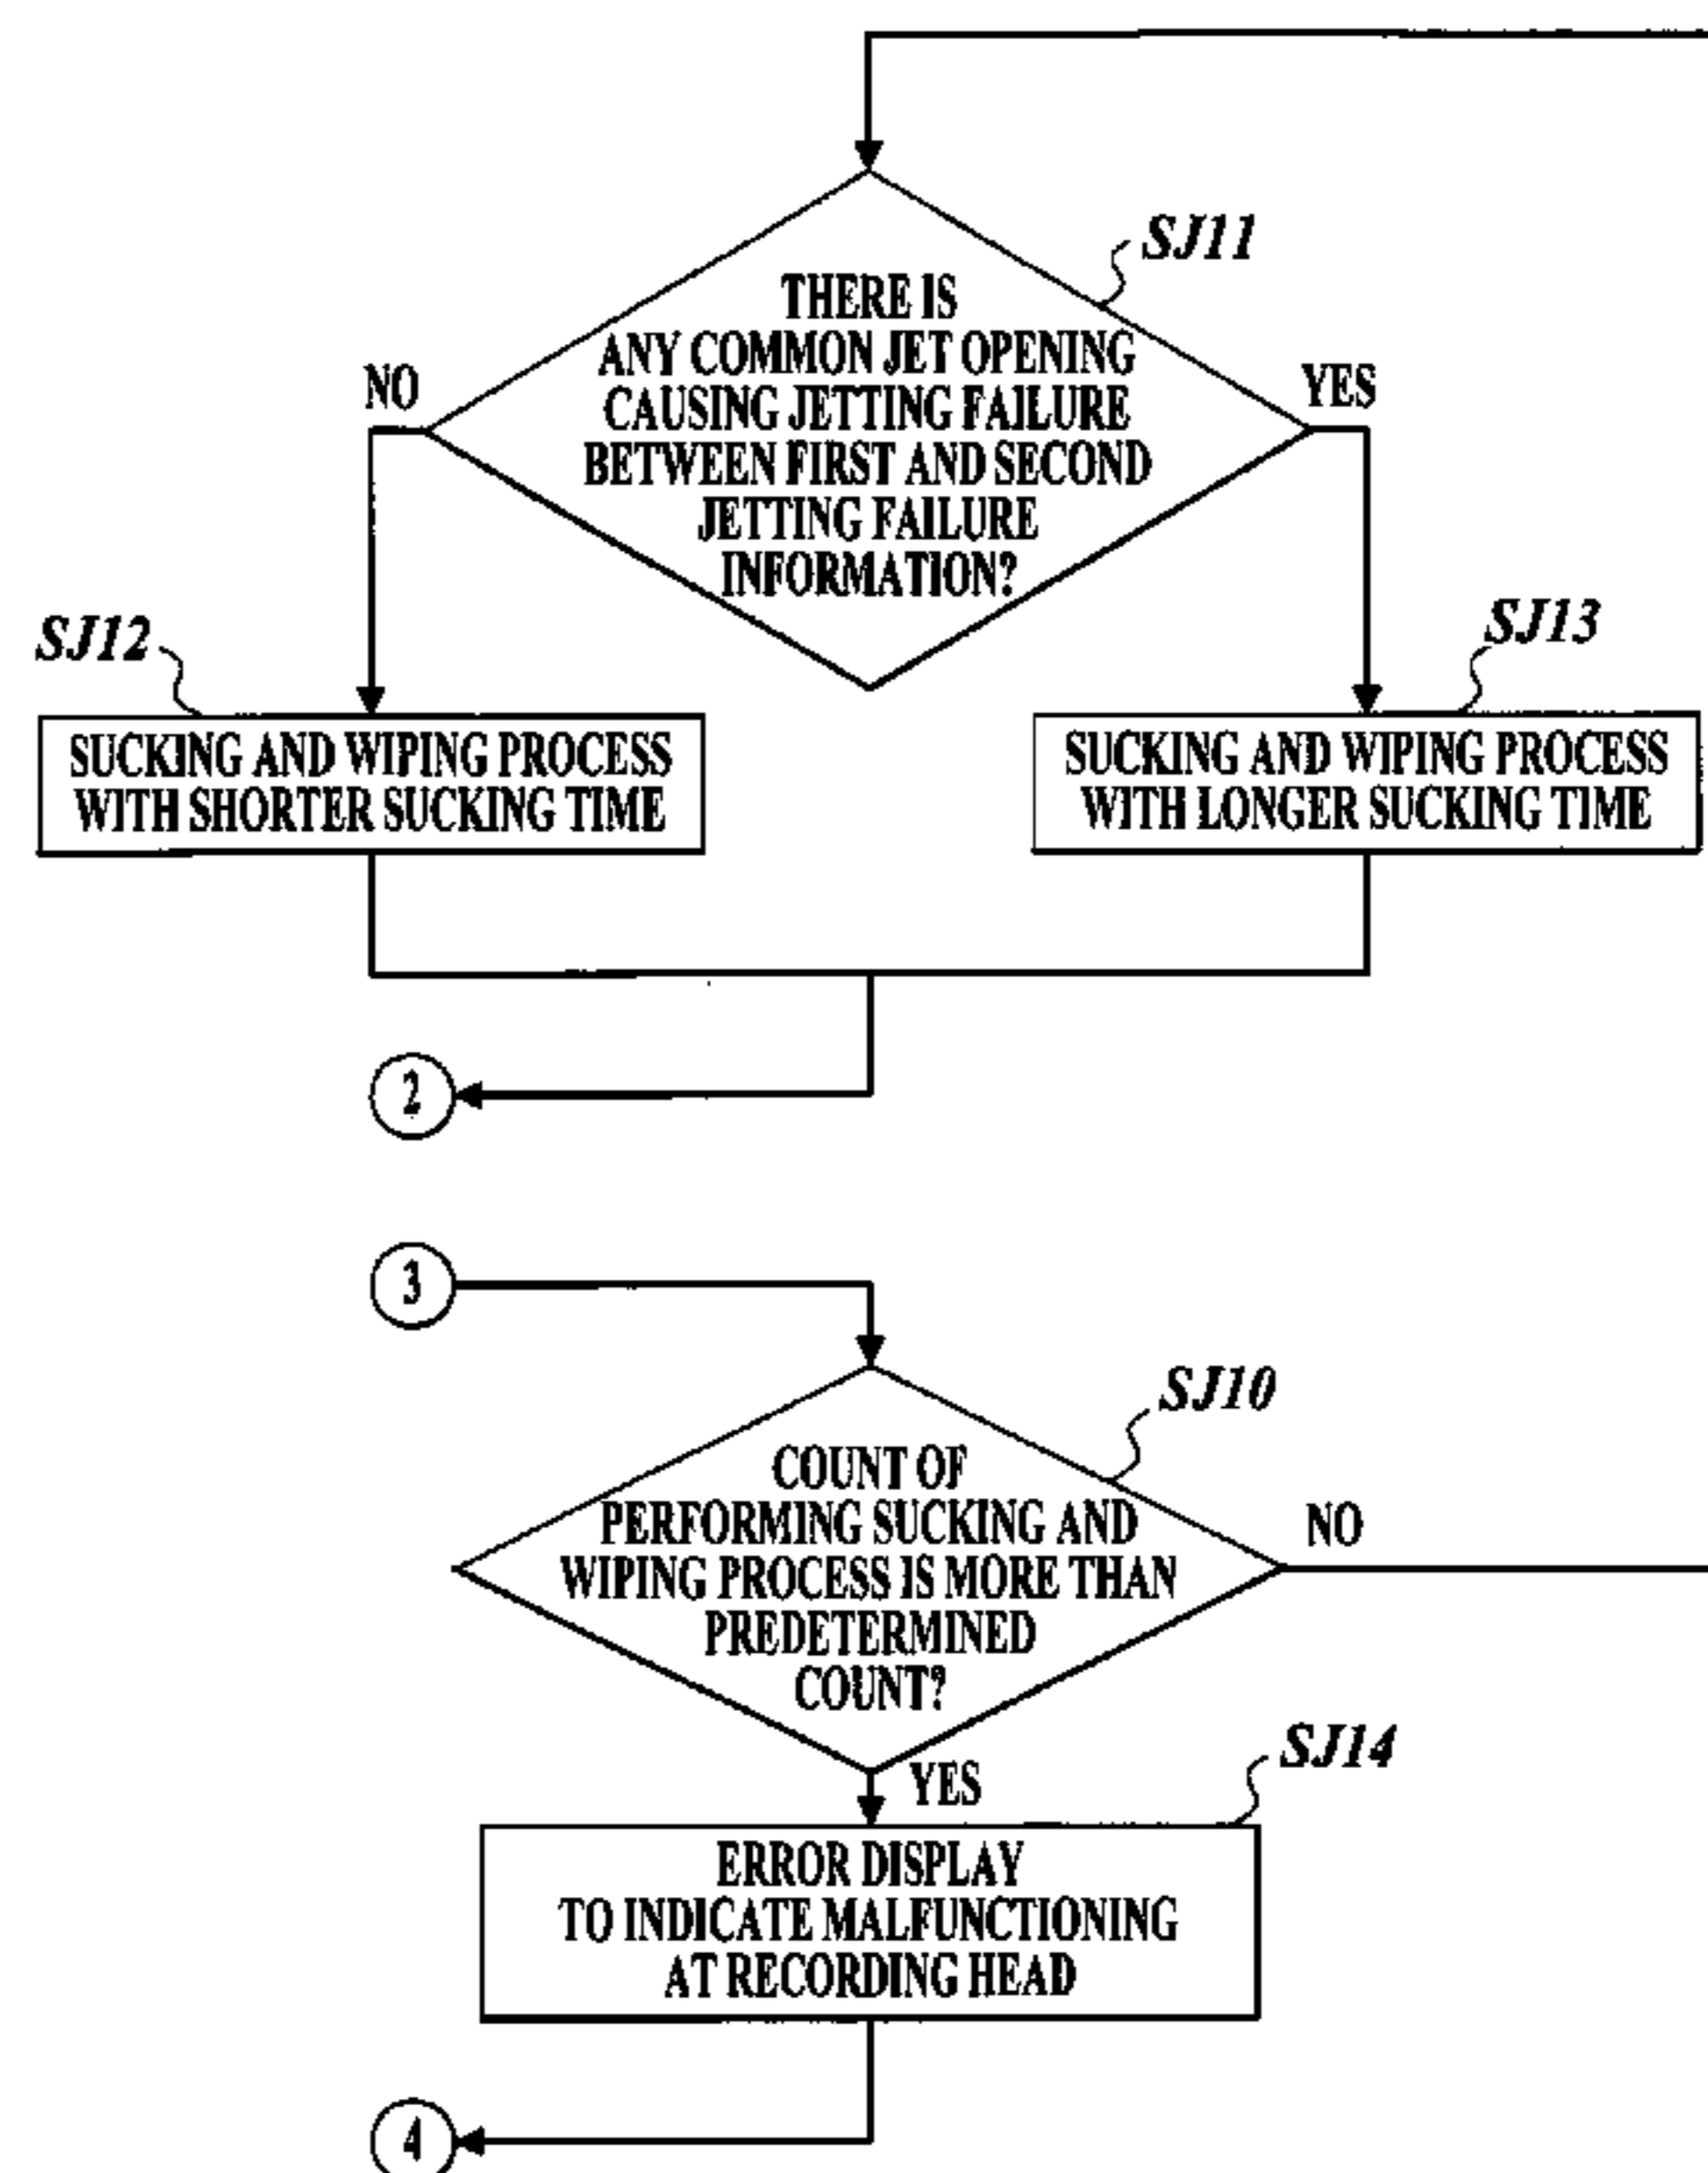 SJ11
THERE IS
ANY COMMON JET OPENING
CAUSING JETTING FAILURE
BETWEEN FIRST AND SECOND
JETTING FAILURE
INFORMATION?
NO
YES
SJ12
SUCKING AND WIPING PROCESS
WITH SHORTER SUCKING TIME
SJ13
SUCKING AND WIPING PROCESS
WITH LONGER SUCKING TIME
2
3
SJ10
COUNT OF
PERFORMING SUCKING AND
WIPING PROCESS IS MORE THAN
PREDETERMINED
COUNT?
NO
YES
SJ14
ERROR DISPLAY
TO INDICATE MALFUNCTIONING
AT RECORDING HEAD
4